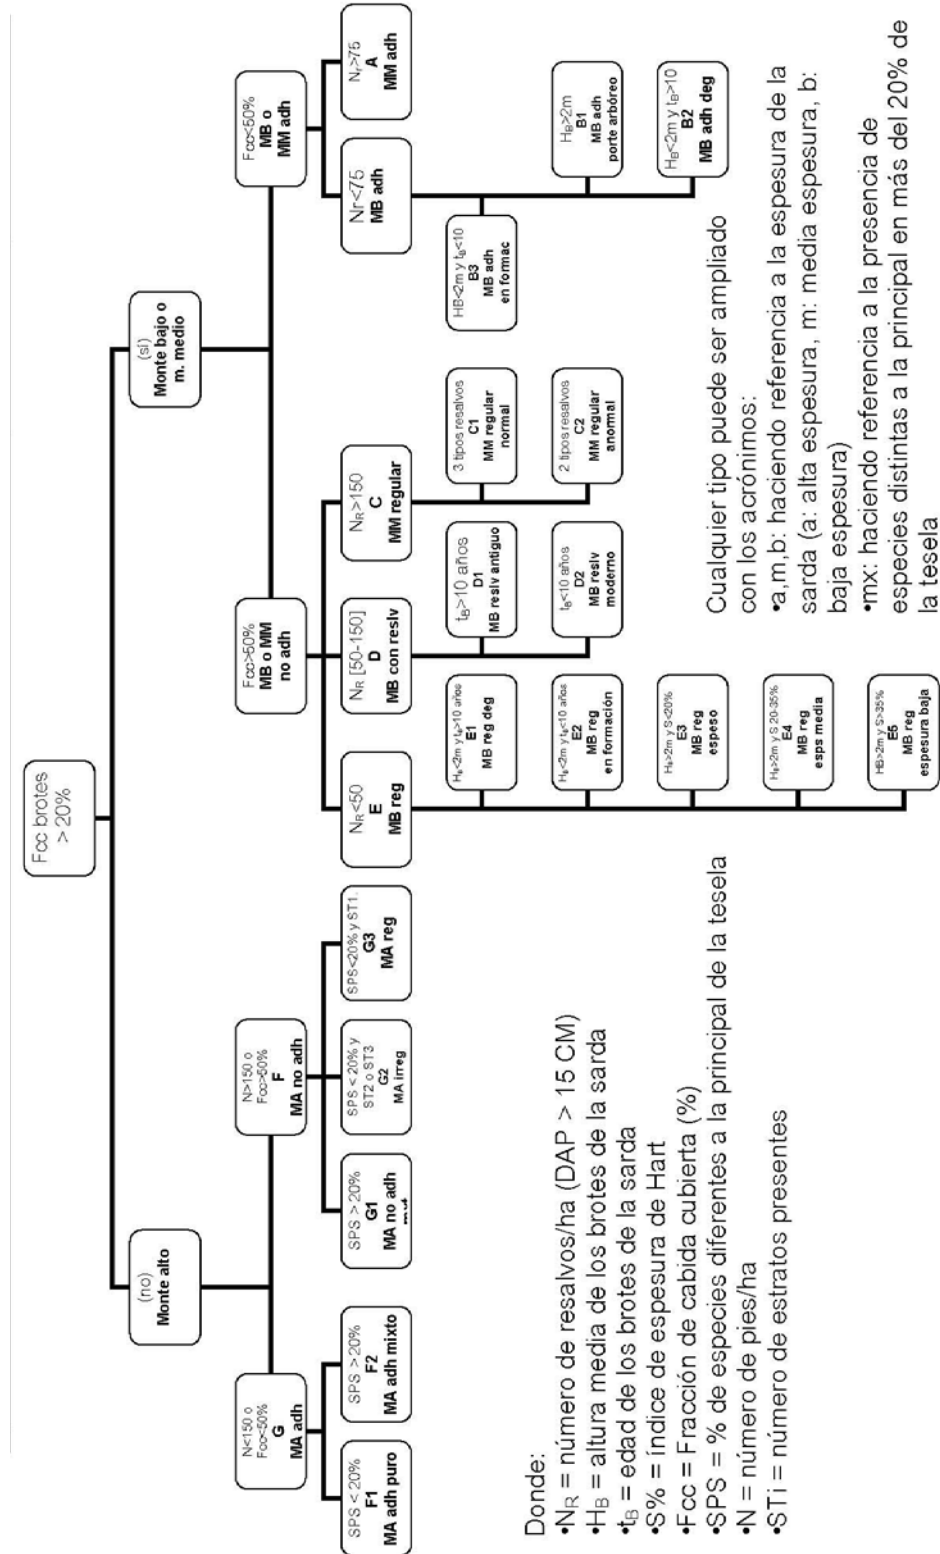 Fcc brotes
> 20%
(no)
Monte alto
(si)
Monte bajo o
m. medio
N<150 o
Fcc<50%
G
MA adh
N>150 o
Fcc>50%
F
MA no adh
Fcc>50%
MB o MM
no adh
Fcc<50%
MB o
MM adh
SPS < 20%
F1
MA adh puro
SPS > 20%
F2
MA adh mixto
SPS > 20%
G1
MA no adh
SPS < 20% y
ST2 o ST3
G2
MA irreg
SPS<20% y ST1.
G3
MA reg
NR<50
E
MB reg
NR [50-150]
D
MB con reslv
NR>150
C
MM regular
Nr<75
MB adh
Nr>75
A
MM adh
HB<2m y tB>10 años
E1
MB reg deg
HB<2m y tB<10 años
E2
MB reg
en formación
HB>2m y S<20%
E3
MB reg
espeso
HB>2m y S 20-35%
E4
MB reg
esps media
HB>2m y S>35%
E5
MB reg
espesura baja
tB>10 años
D1
MB reslv antiguo
tB<10 años
D2
MB reslv
moderno
3 tipos resalvos
C1
MM regular
normal
2 tipos resalvos
C2
MM regular
anormal
HB<2m y tB<10
B3
MB adh
en formac
HB>2m
B1
MB adh
porte arbóreo
HB<2m y tB>10
B2
MB adh deg
Donde:
•NR = número de resalvos/ha (DAP > 15 CM)
•HB = altura media de los brotes de la sarda
•tB = edad de los brotes de la sarda
•S% = índice de espesura de Hart
•Fcc = Fracción de cabida cubierta (%)
•SPS = % de especies diferentes a la principal de la tesela
•N = número de pies/ha
•STi = número de estratos presentes
Cualquier tipo puede ser ampliado
con los acrónimos:
•a,m,b: haciendo referencia a la espesura de la
sarda (a: alta espesura, m: media espesura, b:
baja espesura)
•mx: haciendo referencia a la presencia de
especies distintas a la principal en más del 20% de
la tesela